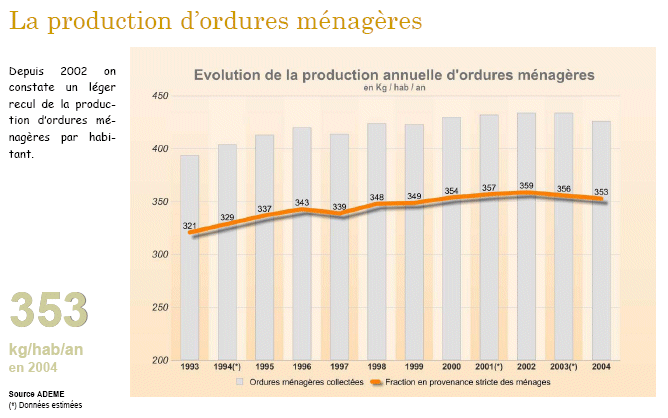 La production d'ordures ménagères
Depuis 2002 on
constate un léger
recul de la produc-
tion d'ordures mé-
nagères par habi-
tant.
353
kg/hab/an
en 2004
Source ADEME
(*) Données estimées
Evolution de la production annuelle d'ordures ménagères
en Kg / hab / an
450
400
350
300
250
200
321
329
337
343
339
348
349
354
357
359
356
353
1993
1994(*)
1995
1996
1997
1998
1999
2000
2001(*)
2002
2003(*)
2004
Ordures ménagères collectées
Fraction en provenance stricte des ménages